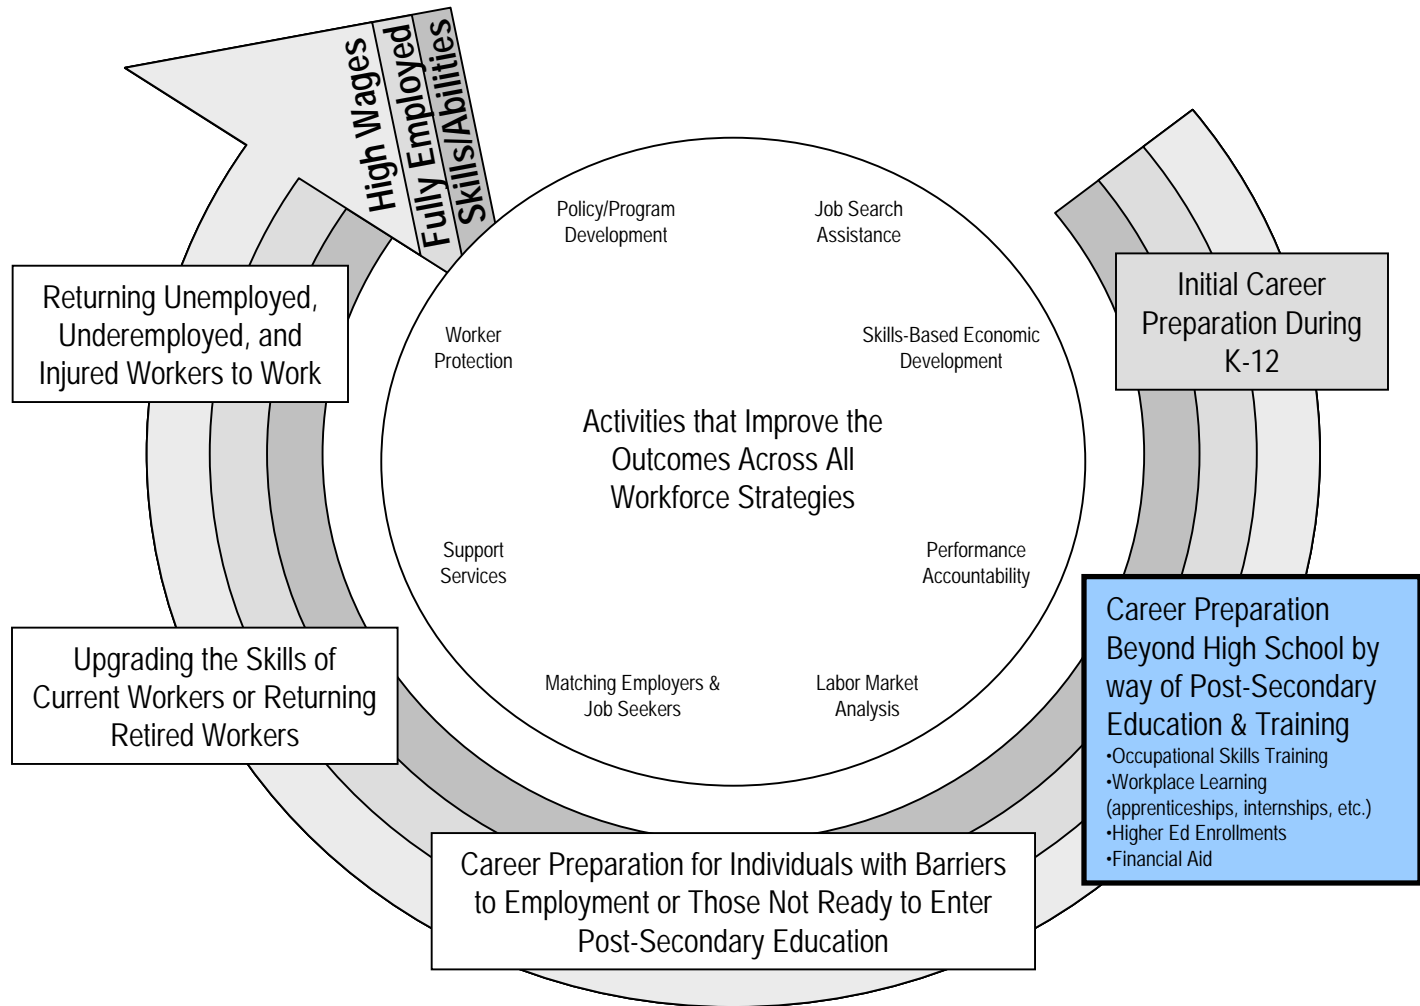 High Wages
Fully Employed
Skills/Abilities
Policy/Program
Development
Job Search
Assistance
Returning Unemployed,
Underemployed, and
Injured Workers to Work
Worker
Protection
Skills-Based Economic
Development
Initial Career
Preparation During
K-12
Activities that Improve the
Outcomes Across All
Workforce Strategies
Support
Services
Performance
Accountability
Upgrading the Skills of
Current Workers or Returning
Retired Workers
Matching Employers &
Job Seekers
Labor Market
Analysis
Career Preparation
Beyond High School by
way of Post-Secondary
Education & Training
•Occupational Skills Training
•Workplace Learning
(apprenticeships, internships, etc.)
•Higher Ed Enrollments
•Financial Aid
Career Preparation for Individuals with Barriers
to Employment or Those Not Ready to Enter
Post-Secondary Education